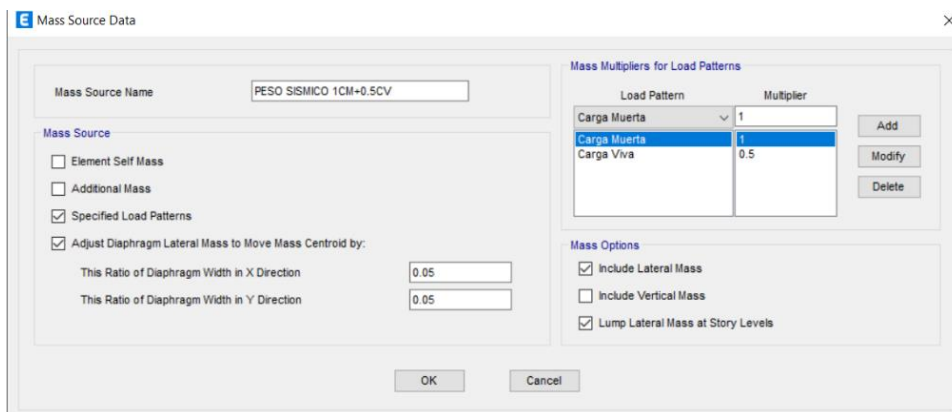 E Mass Source Data
Mass Source Name PESO SISMICO 1CM+0.5CV
Mass Source
Element Self Mass
Additional Mass
Specified Load Patterns
Adjust Diaphragm Lateral Mass to Move Mass Centroid by:
This Ratio of Diaphragm Width in X Direction 0.05
This Ratio of Diaphragm Width in Y Direction 0.05
Mass Multipliers for Load Patterns
Load Pattern Multiplier
Carga Muerta 1
Carga Muerta 1
Carga Viva 0.5
Add
Modify
Delete
Mass Options
Include Lateral Mass
Include Vertical Mass
Lump Lateral Mass at Story Levels
OK Cancel